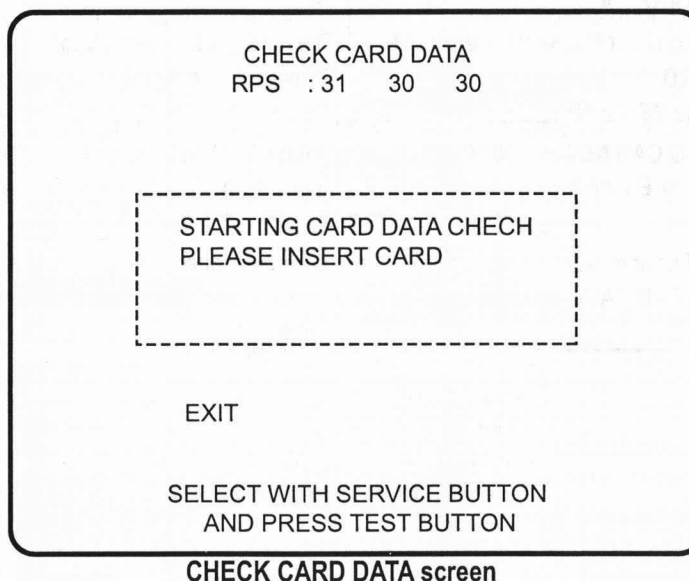 CHECK CARD DATA
RPS : 31 30 30
STARTING CARD DATA CHECH
PLEASE INSERT CARD
EXIT
SELECT WITH SERVICE BUTTON
AND PRESS TEST BUTTON
CHECK CARD DATA screen